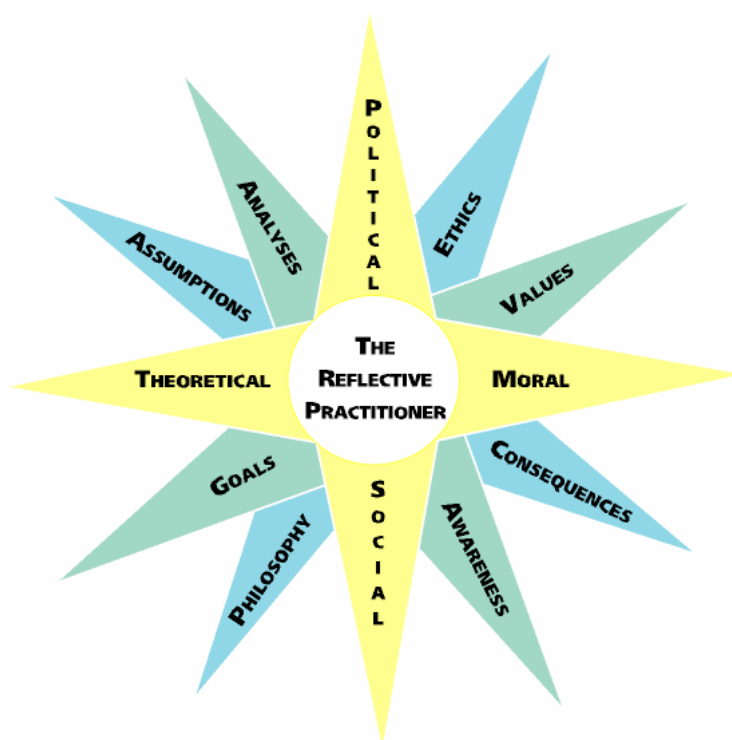 POLITICAL
ETHICS
ANALYSES
VALUES
ASSUMPTIONS
THE
REFLECTIVE
PRACTITIONER
THEORETICAL
MORAL
GOALS
CONSEQUENCES
SOCIAL
AWARENESS
PHILOSOPHY